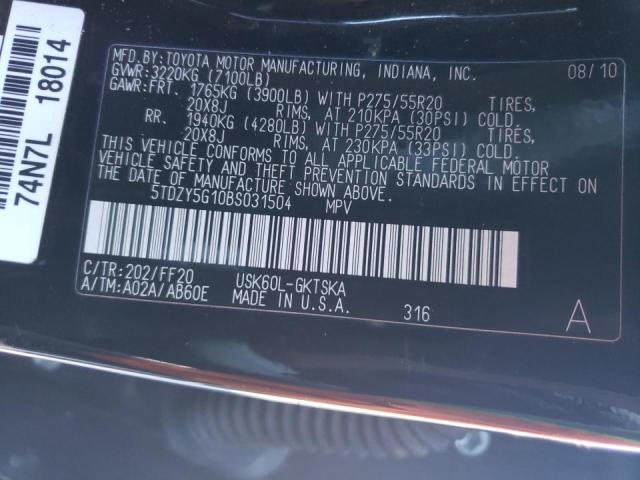 74N7L 18014
MFD.BY:TOYOTA MOTOR MANUFACTURING, INDIANA, INC. 08/10
GVWR:3220KG (7100LB)
GAWR:FRT. 1765KG (3900LB) WITH P275/55R20 TIRES,
20X8J RIMS, AT 210KPA (30PSI) COLD.
RR. 1940KG (4280LB) WITH P275/55R20 TIRES,
20X8J RIMS, AT 230KPA (33PSI) COLD.
THIS VEHICLE CONFORMS TO ALL APPLICABLE FEDERAL MOTOR
VEHICLE SAFETY AND THEFT PREVENTION STANDARDS IN EFFECT ON
THE DATE OF MANUFACTURE SHOWN ABOVE.
5TDZY5G10BS031504 MPV
C/TR:202/FF20 USK60L-GKTSKA
A/TM:A02A/AB60E MADE IN U.S.A. 316 A